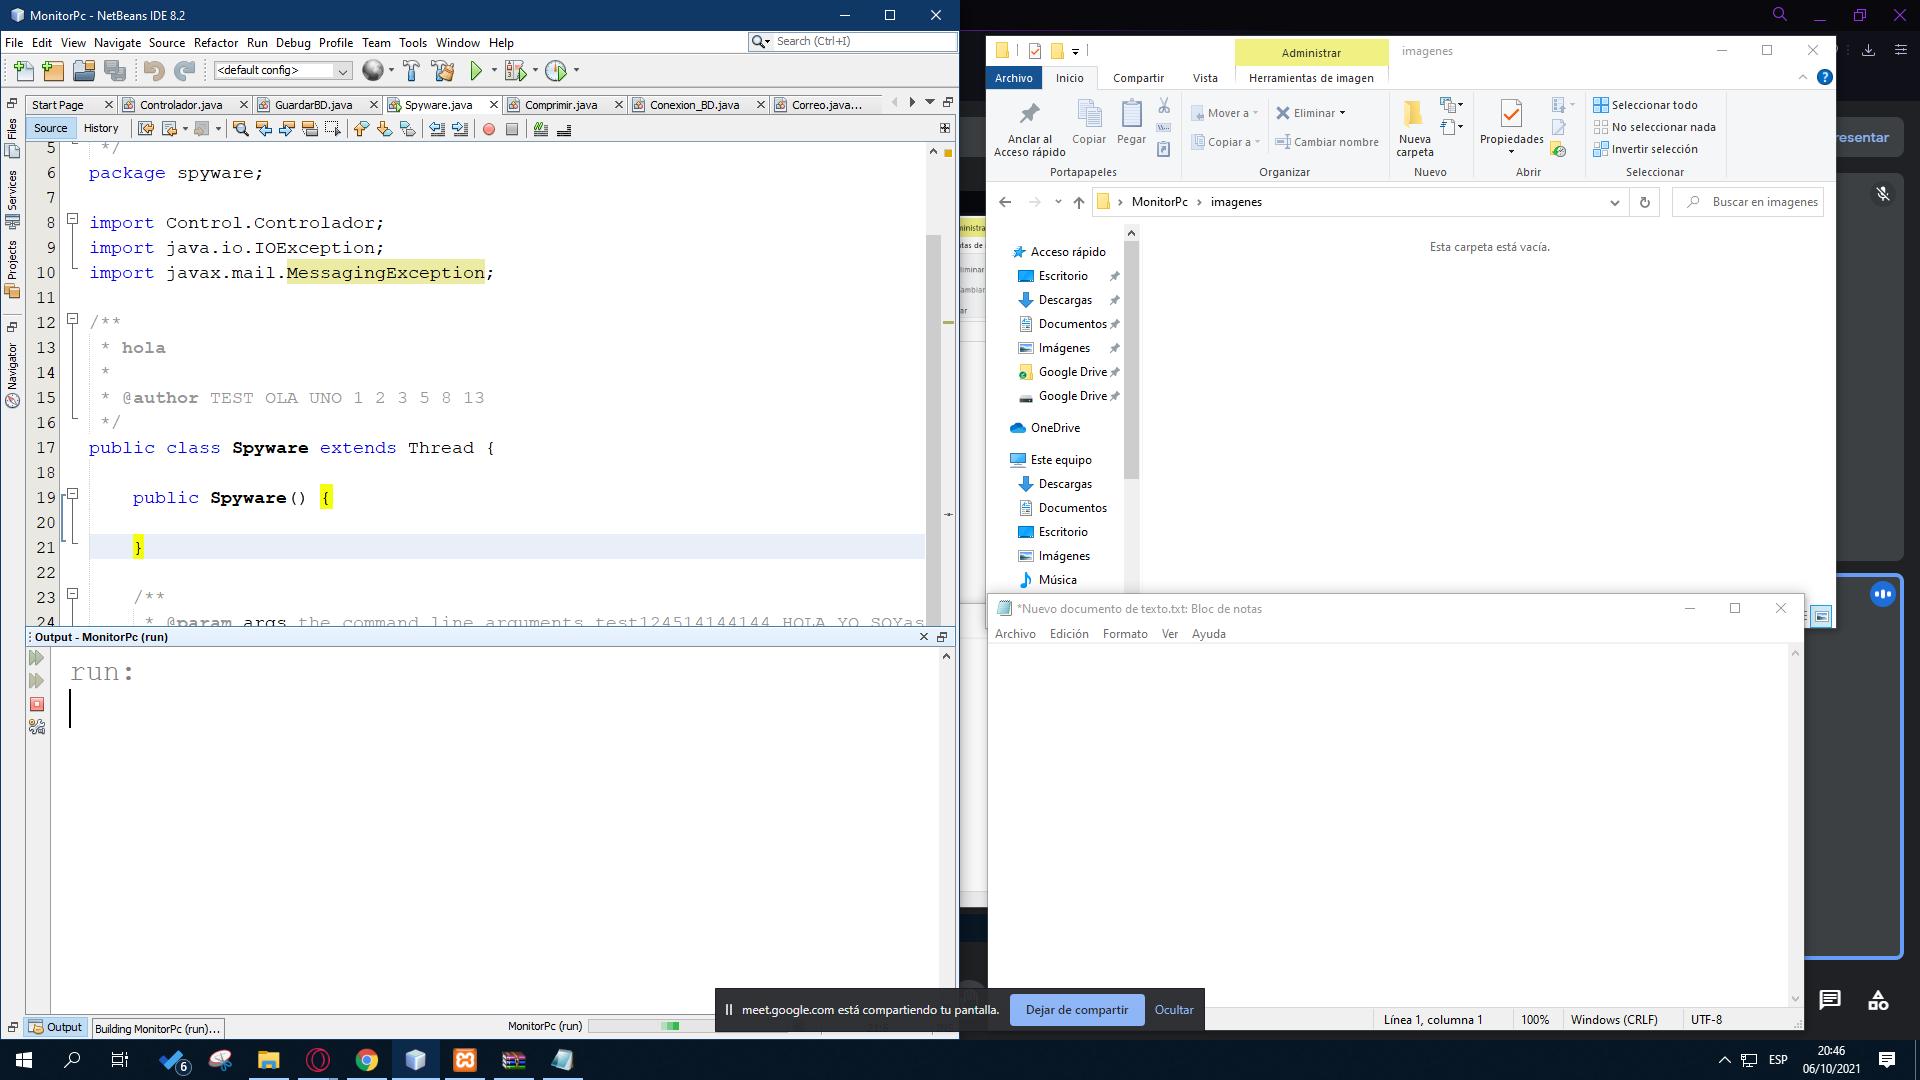 MonitorPc - NetBeans IDE 8.2
File Edit View Navigate Source Refactor Run Debug Profile Team Tools Window Help
Search (Ctrl+I)
<default config>
Start Page Controlador.java GuardarBD.java Spyware.java Comprimir.java Conexion_BD.java Correo.java...
Source History
Files
Services
Projects
Navigator
5 */
6 package spyware;
7
8 import Control.Controlador;
9 import java.io.IOException;
10 import javax.mail.MessagingException;
11
12 /**
13 * hola
14 *
15 * @author TEST OLA UNO 1 2 3 5 8 13
16 */
17 public class Spyware extends Thread {
18
19 public Spyware() {
20
21 }
22
23 /**
24 * @param args the command line arguments test124514144144 HOLA YO SOYas
Output - MonitorPc (run)
run:
Output
Building MonitorPc (run)...
MonitorPc (run)
Administrar
imagenes
Archivo Inicio Compartir Vista Herramientas de imagen
Anclar al
Acceso rápido
Copiar
Pegar
Portapapeles
Mover a
Copiar a
Eliminar
Cambiar nombre
Organizar
Nueva
carpeta
Nuevo
Propiedades
Abrir
Seleccionar todo
No seleccionar nada
Invertir selección
Seleccionar
MonitorPc > imagenes
Buscar en imagenes
Esta carpeta está vacía.
Acceso rápido
Escritorio
Descargas
Documentos
Imágenes
Google Drive
Google Drive
OneDrive
Este equipo
Descargas
Documentos
Escritorio
Imágenes
Música
*Nuevo documento de texto.txt: Bloc de notas
Archivo Edición Formato Ver Ayuda
Línea 1, columna 1
100%
Windows (CRLF)
UTF-8
meet.google.com está compartiendo tu pantalla.
Dejar de compartir
Ocultar
6
ESP
20:46
06/10/2021